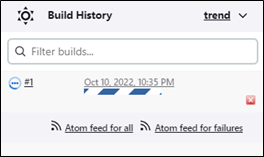 Build History trend
Filter builds...
#1 Oct 10, 2022, 10:35 PM
Atom feed for all Atom feed for failures